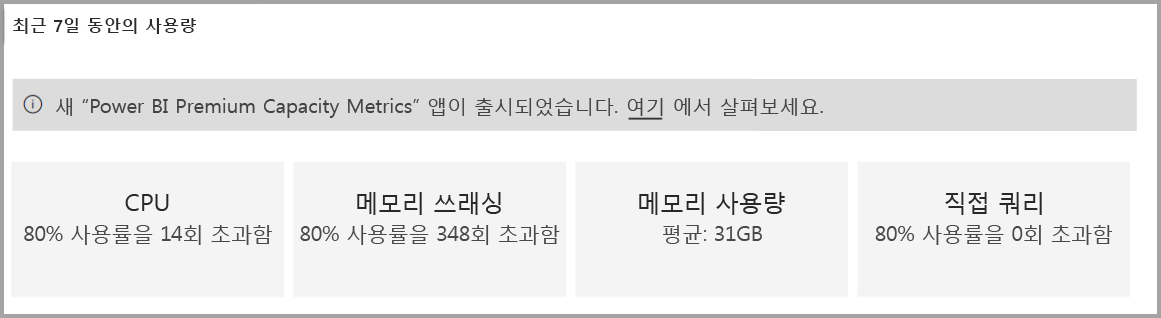 최근 7일 동안의 사용량
새 “Power BI Premium Capacity Metrics” 앱이 출시되었습니다. 여기 에서 살펴보세요.
CPU
80% 사용률을 14회 초과함
메모리 쓰래싱
80% 사용률을 348회 초과함
메모리 사용량
평균: 31GB
직접 쿼리
80% 사용률을 0회 초과함